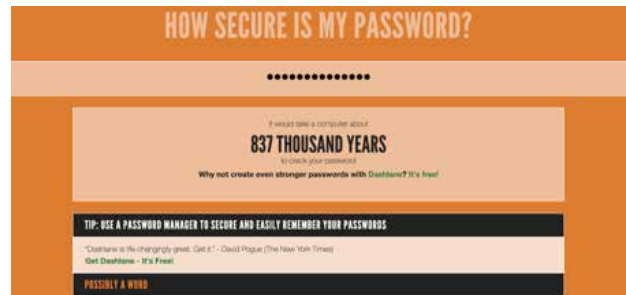 HOW SECURE IS MY PASSWORD?
••••••••••••••
It would take a computer about
837 THOUSAND YEARS
to crack your password
Why not create even stronger passwords with Dashlane? It's free!
TIP: USE A PASSWORD MANAGER TO SECURE AND EASILY REMEMBER YOUR PASSWORDS
"Dashlane is life changingly great. Get it." - David Pogue (The New York Times)
Get Dashlane - It's Free!
POSSIBLY A WORD